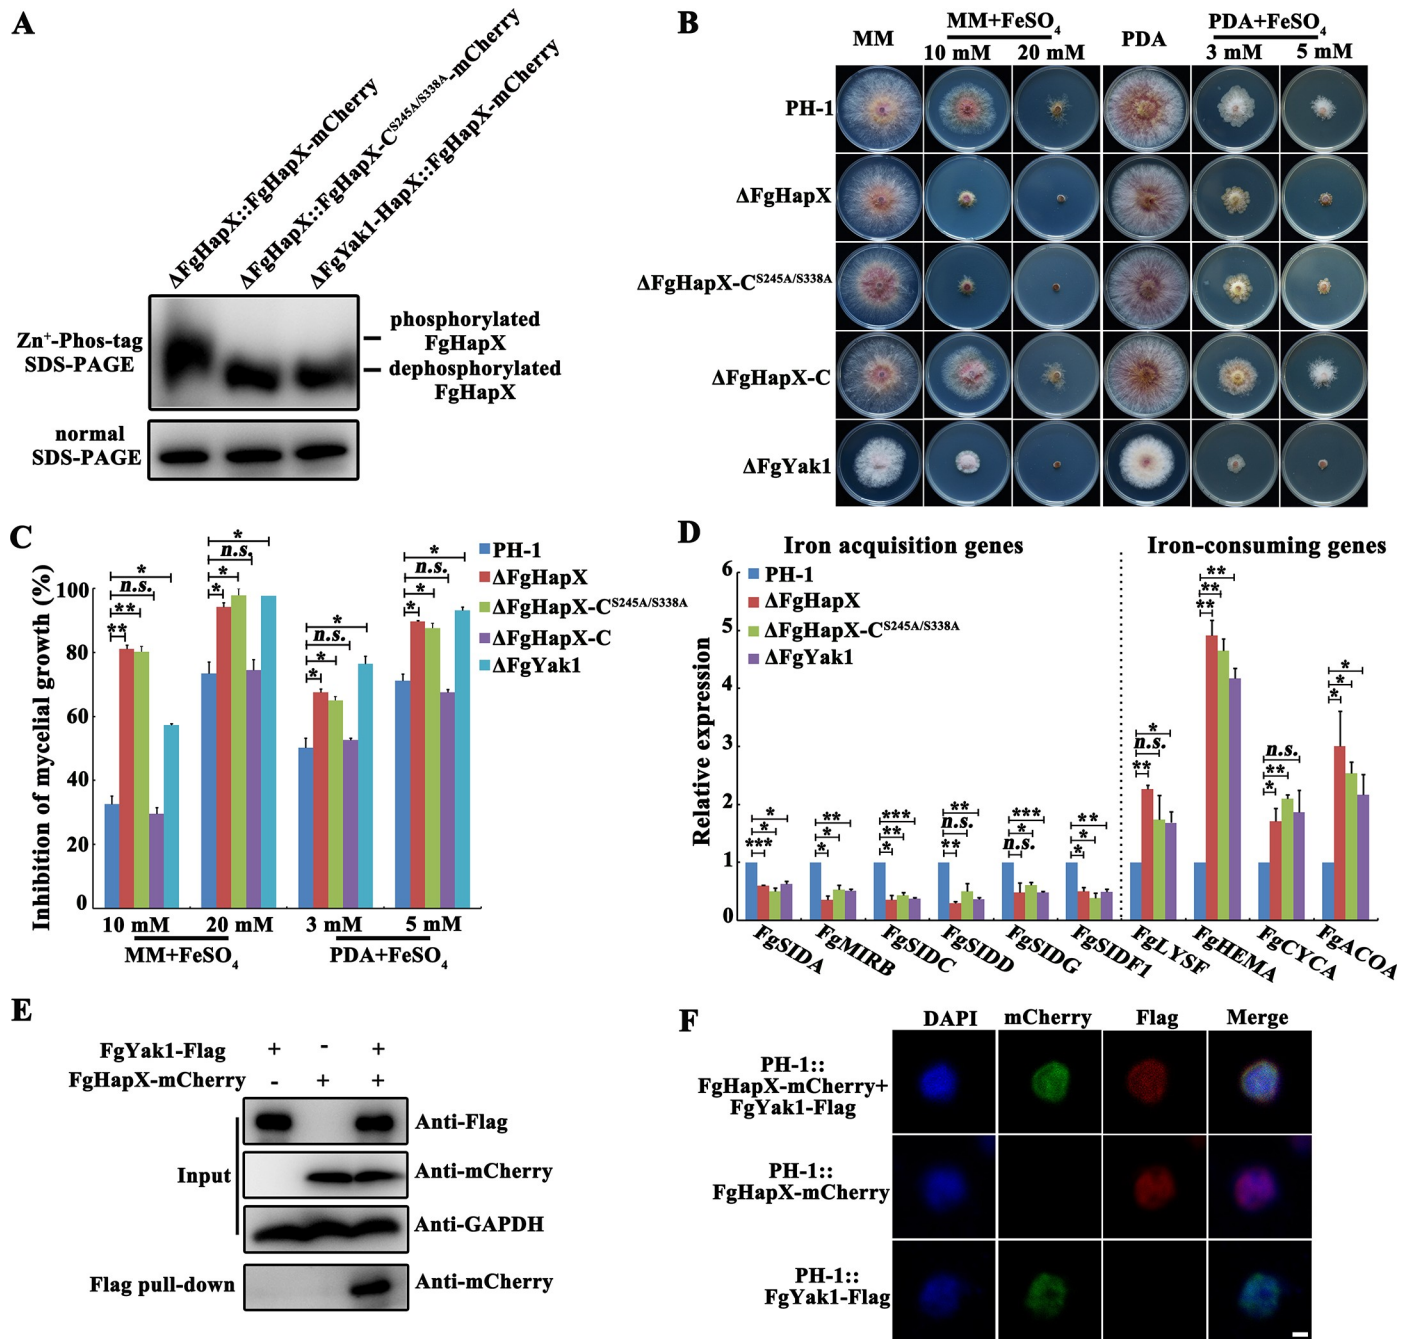 A
ΔFgHapX::FgHapX-mCherry
ΔFgHapX::FgHapX-C^S245A/S338A-mCherry
ΔFgYak1-HapX::FgHapX-mCherry
Zn⁺-Phos-tag
SDS-PAGE
phosphorylated
FgHapX
dephosphorylated
FgHapX
normal
SDS-PAGE
B
MM
MM+FeSO₄
10 mM 20 mM
PDA
PDA+FeSO₄
3 mM 5 mM
PH-1
ΔFgHapX
ΔFgHapX-C^S245A/S338A
ΔFgHapX-C
ΔFgYak1
C
Inhibition of mycelial growth (%)
100
80
60
40
20
0
** ** n.s. *
* * n.s. *
* * n.s. *
* * n.s. *
PH-1
ΔFgHapX
ΔFgHapX-C^S245A/S338A
ΔFgHapX-C
ΔFgYak1
10 mM 20 mM 3 mM 5 mM
MM+FeSO₄ PDA+FeSO₄
D
Iron acquisition genes Iron-consuming genes
Relative expression
6
5
4
3
2
1
0
PH-1
ΔFgHapX
ΔFgHapX-C^S245A/S338A
ΔFgYak1
*** * *
* * **
* ** ***
** n.s. **
n.s. * ***
* * **
** n.s. *
** ** **
* ** n.s.
* * *
FgSIDA FgMIRB FgSIDC FgSIDD FgSIDG FgSIDF1 FgLYSF FgHEMA FgCYCA FgACOA
E
FgYak1-Flag + - +
FgHapX-mCherry - + +
Input
Anti-Flag
Anti-mCherry
Anti-GAPDH
Flag pull-down Anti-mCherry
F
DAPI mCherry Flag Merge
PH-1::
FgHapX-mCherry+
FgYak1-Flag
PH-1::
FgHapX-mCherry
PH-1::
FgYak1-Flag